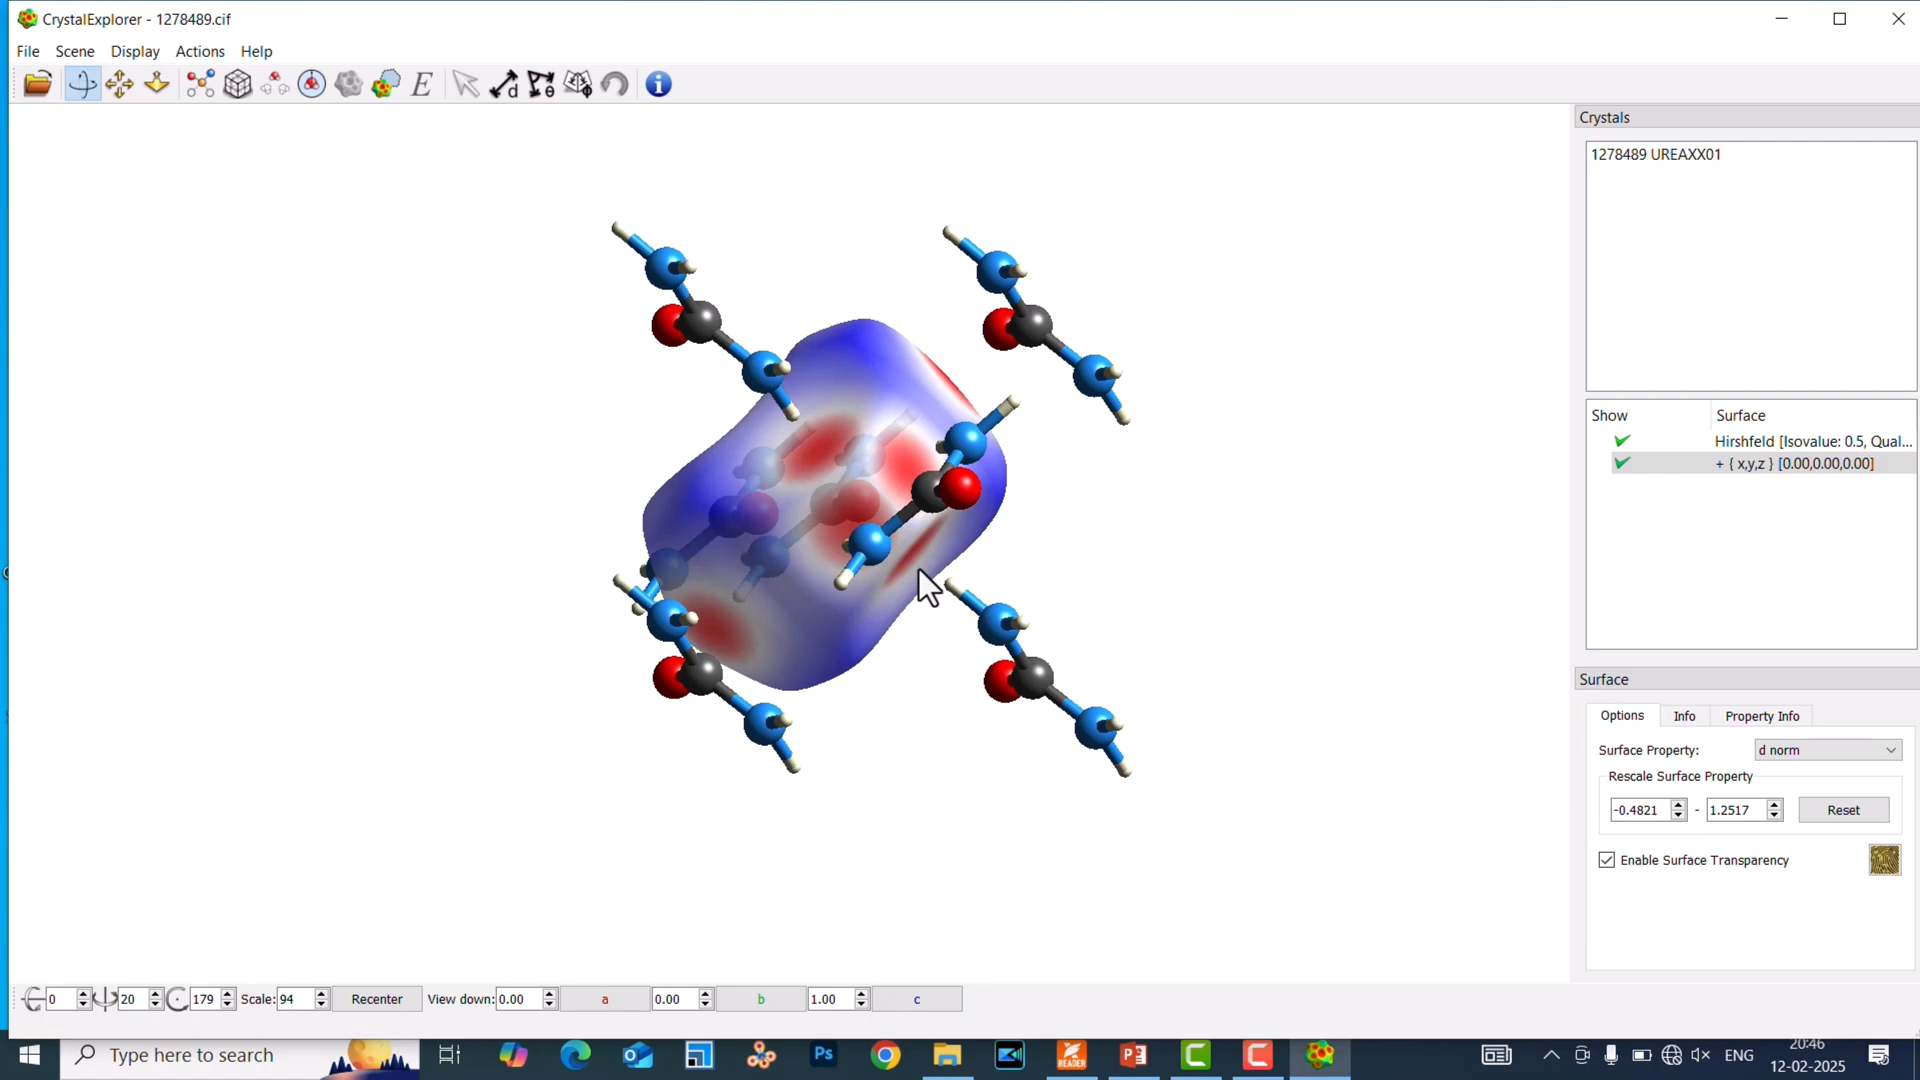 CrystalExplorer - 1278489.cif
File Scene Display Actions Help
E d θ φ i
Crystals
1278489 UREAXX01
Show Surface
Hirshfeld [Isovalue: 0.5, Qual...
+ { x,y,z } [0.00,0.00,0.00]
Surface
Options Info Property Info
Surface Property: d norm
Rescale Surface Property
-0.4821 - 1.2517 Reset
Enable Surface Transparency
0 20 179 Scale: 94 Recenter View down: 0.00 a 0.00 b 1.00 c
Type here to search
Ps
READER
ENG
20:46
12-02-2025